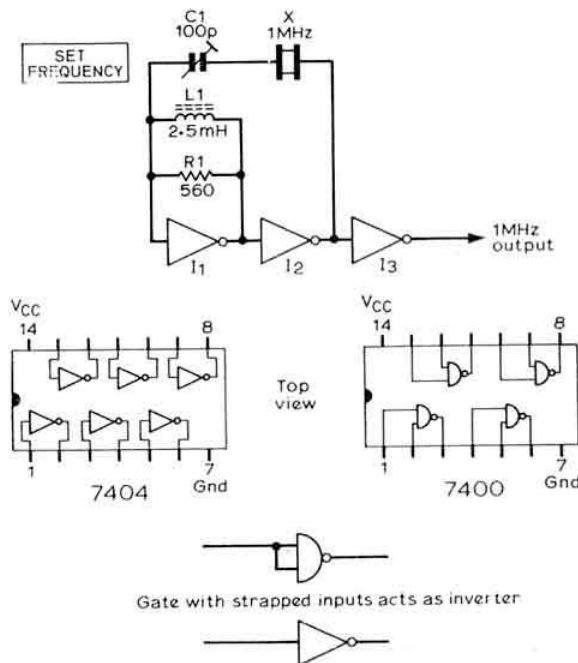 C1
100p
X
1MHz
SET
FREQUENCY
L1
2·5mH
R1
560
I1
I2
I3
1MHz
output
VCC
14
8
1
7
Gnd
7404
Top
view
VCC
14
8
1
7
Gnd
7400
Gate with strapped inputs acts as inverter